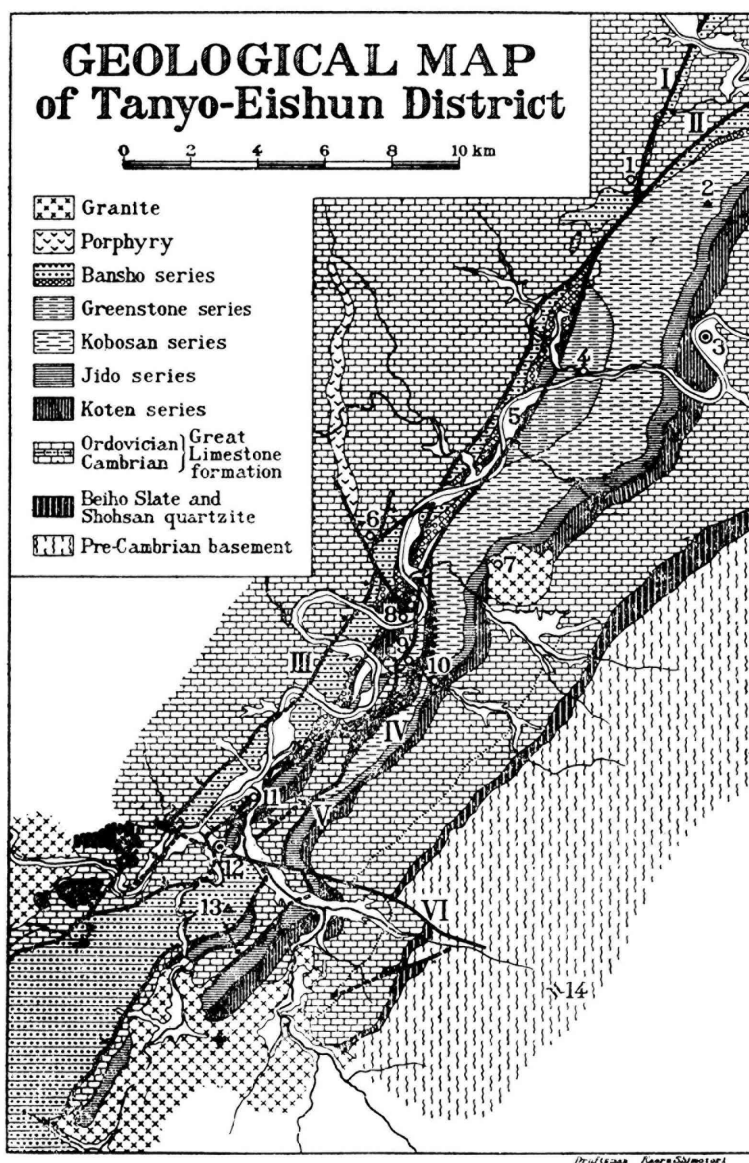 GEOLOGICAL MAP
of Tanyo-Eishun District
0 2 4 6 8 10 km
Granite
Porphyry
Bansho series
Greenstone series
Kobosan series
Jido series
Koten series
Ordovician } Great
Cambrian Limestone
formation
Beiho Slate and
Shohsan quartzite
Pre-Cambrian basement
I
II
1
2
3
4
5
6
7
8
9
III
10
IV
11
V
12
13
VI
14